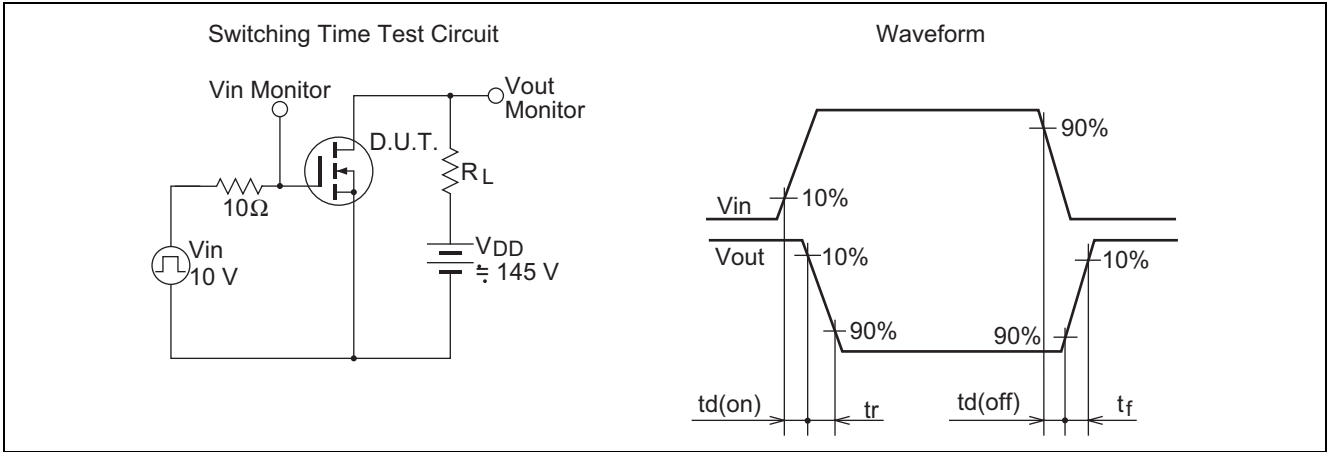 Switching Time Test Circuit
Vin Monitor
Vout
Monitor
D.U.T.
RL
10Ω
Vin
10 V
VDD
≒ 145 V
Waveform
90%
10%
Vin
Vout
10%
10%
90%
90%
td(on)
tr
td(off)
tf